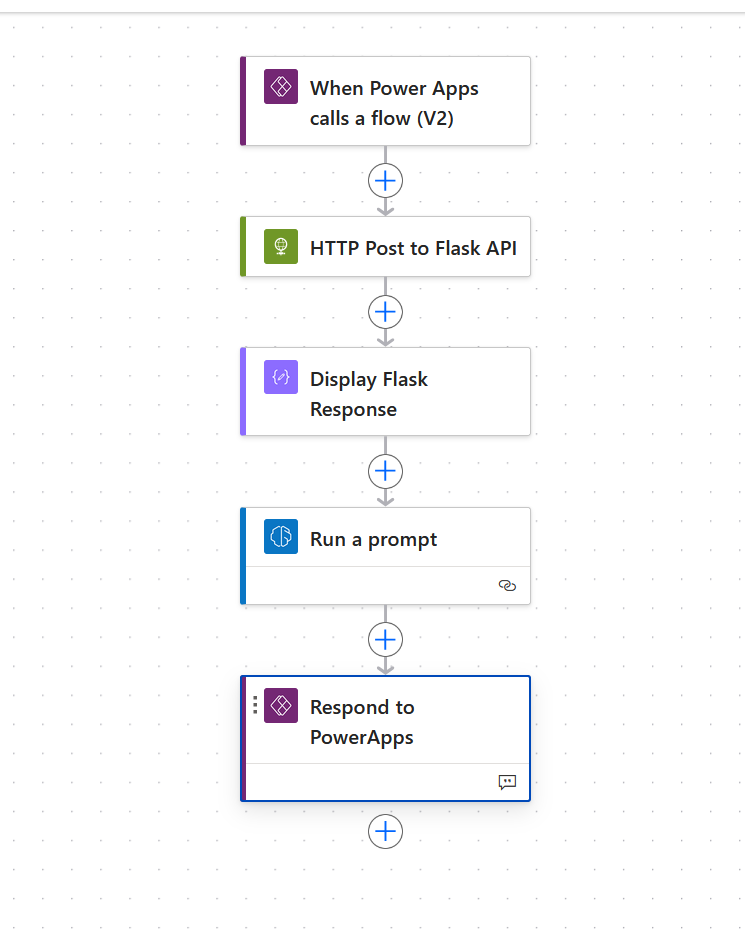 When Power Apps
calls a flow (V2)
HTTP Post to Flask API
Display Flask
Response
Run a prompt
Respond to
PowerApps